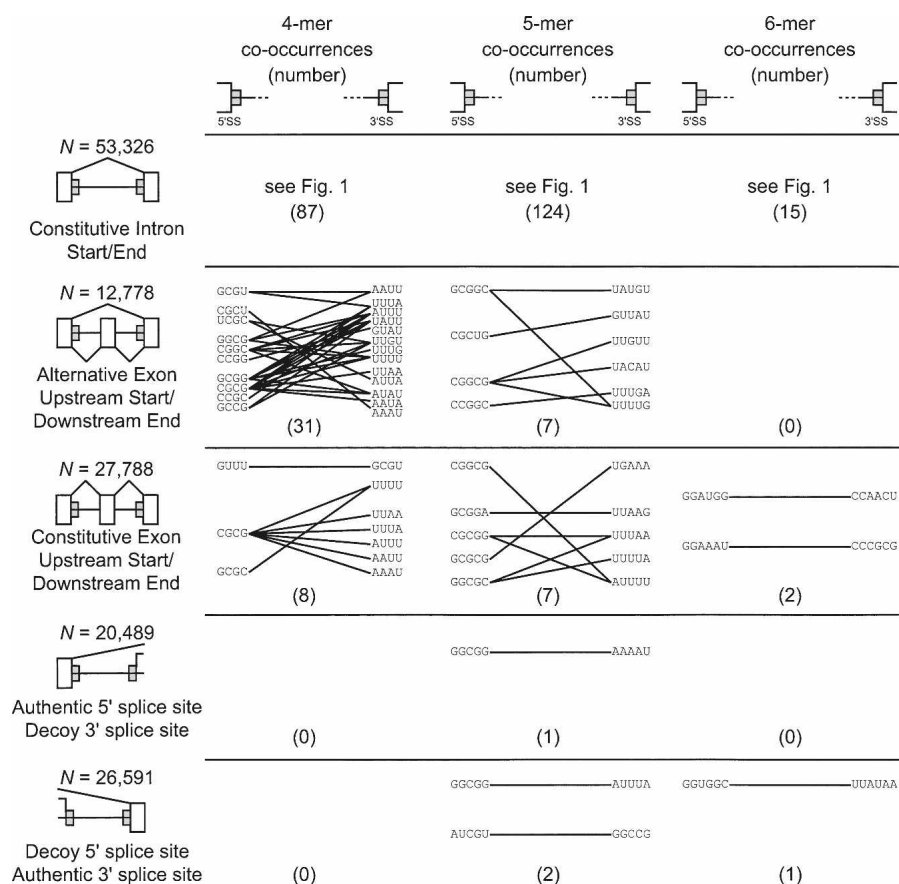 4-mer
co-occurrences
(number)
5-mer
co-occurrences
(number)
6-mer
co-occurrences
(number)
5'SS 3'SS 5'SS 3'SS 5'SS 3'SS
N = 53,326
Constitutive Intron
Start/End
see Fig. 1
(87)
see Fig. 1
(124)
see Fig. 1
(15)
N = 12,778
Alternative Exon
Upstream Start/
Downstream End
GCGU
CGCU
UCGC
GGCG
CGGC
CCGG
GCGG
CGCG
CCGC
GCCG
AAUU
UUUA
AUUU
UAUU
GUAU
UUGU
UUUG
UUUU
UUAA
AUUA
AUAU
AAUA
AAAU
(31)
GCGGC
CGCUG
CGGCG
CCGGC
UAUGU
GUUAU
UUGUU
UACAU
UUUGA
UUUUG
(7)
(0)
N = 27,788
Constitutive Exon
Upstream Start/
Downstream End
GUUU
CGCG
GCGC
GCGU
UUUU
UUAA
UUUA
AUUU
AAUU
AAAU
(8)
CGGCG
GCGGA
CGCGG
GCGCG
GGCGC
UGAAA
UUAAG
UUUAA
UUUUA
AUUUU
(7)
GGAUGG CCAACU
GGAAAU CCCGCG
(2)
N = 20,489
Authentic 5' splice site
Decoy 3' splice site
(0)
GGCGG AAAAU
(1)
(0)
N = 26,591
Decoy 5' splice site
Authentic 3' splice site
(0)
GGCGG AUUUA
AUCGU GGCCG
(2)
GGUGGC UUAUAA
(1)